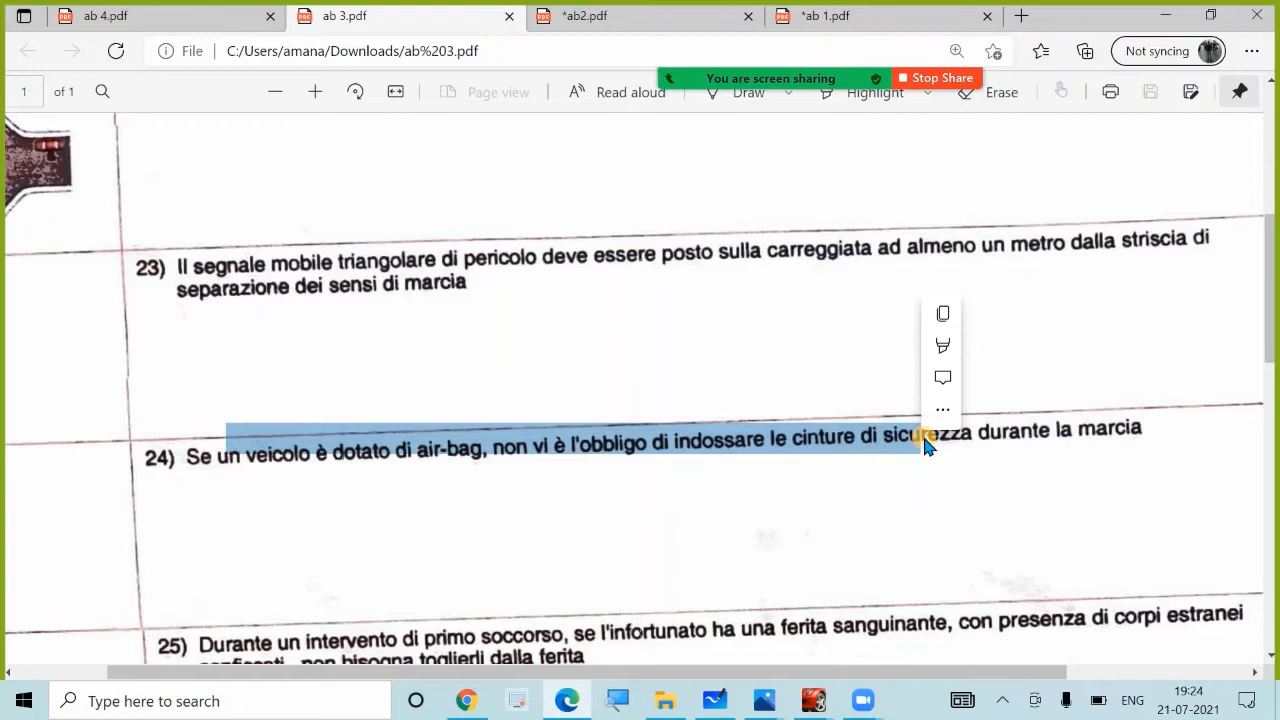 ab 4.pdf
ab 3.pdf
*ab2.pdf
*ab 1.pdf
File
C:/Users/amana/Downloads/ab%203.pdf
Not syncing
You are screen sharing
Stop Share
1
of 1
Page view
Read aloud
Draw
Highlight
Erase
23) Il segnale mobile triangolare di pericolo deve essere posto sulla carreggiata ad almeno un metro dalla striscia di
separazione dei sensi di marcia
24) Se un veicolo è dotato di air-bag, non vi è l'obbligo di indossare le cinture di sicurezza durante la marcia
25) Durante un intervento di primo soccorso, se l'infortunato ha una ferita sanguinante, con presenza di corpi estranei
non bisogna toglierli dalla ferita
Type here to search
ENG
19:24
21-07-2021